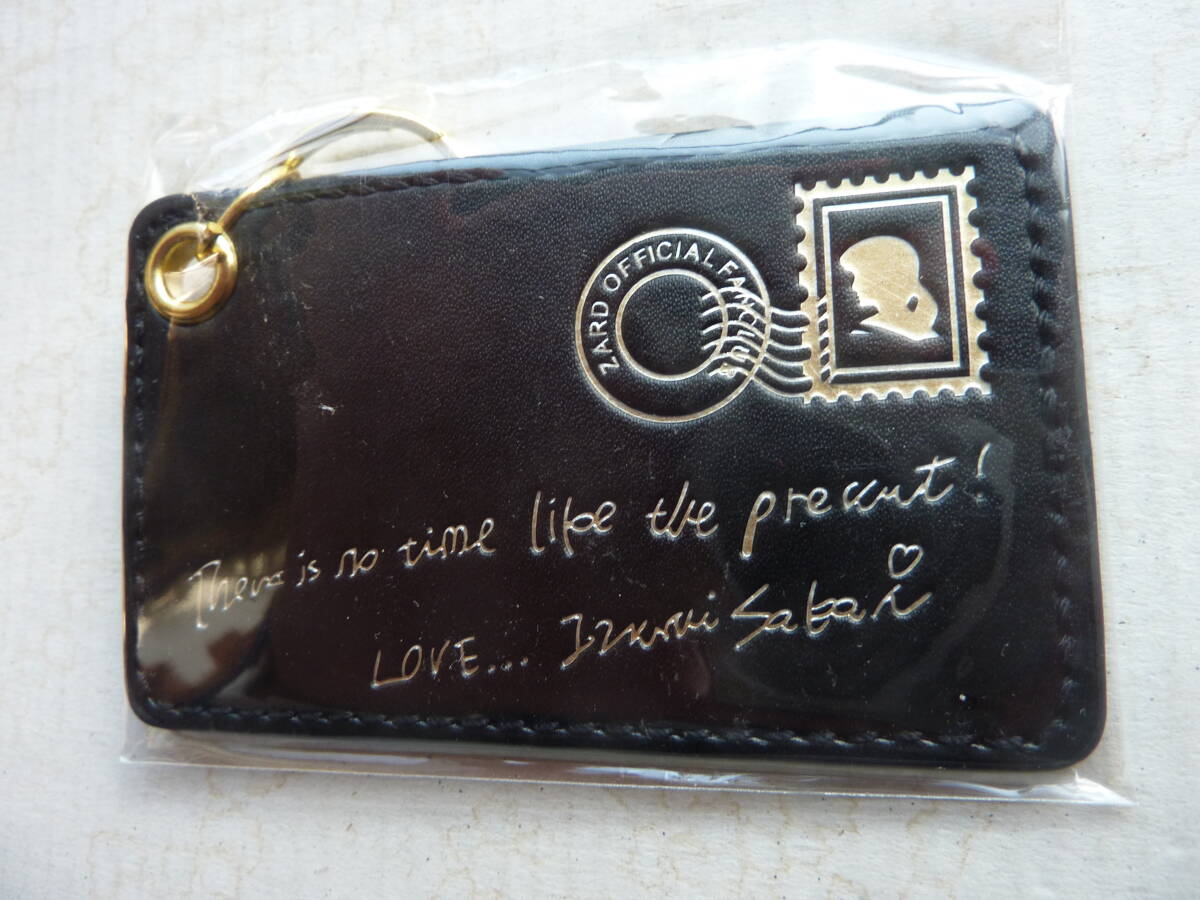 ZARD OFFICIAL FANCLUB
There is no time like the present!
LOVE... Izumi Sakai